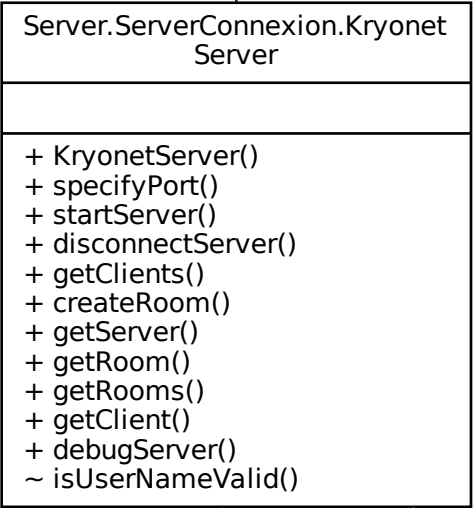 Server.ServerConnexion.Kryonet
Server
+ KryonetServer()
+ specifyPort()
+ startServer()
+ disconnectServer()
+ getClients()
+ createRoom()
+ getServer()
+ getRoom()
+ getRooms()
+ getClient()
+ debugServer()
~ isUserNameValid()